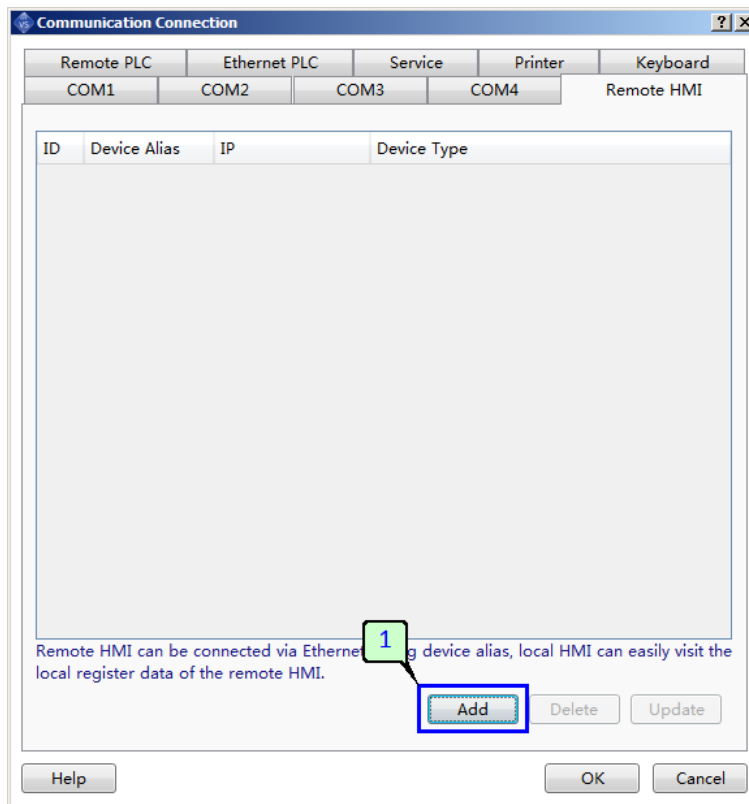 Communication Connection
Remote PLC Ethernet PLC Service Printer Keyboard
COM1 COM2 COM3 COM4 Remote HMI
ID Device Alias IP Device Type
1
Remote HMI can be connected via Ethernet g device alias, local HMI can easily visit the
local register data of the remote HMI.
Add Delete Update
Help OK Cancel